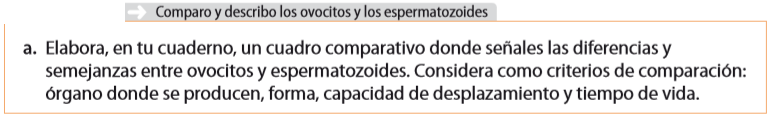 Comparo y describo los ovocitos y los espermatozoides
a. Elabora, en tu cuaderno, un cuadro comparativo donde señales las diferencias y
semejanzas entre ovocitos y espermatozoides. Considera como criterios de comparación:
órgano donde se producen, forma, capacidad de desplazamiento y tiempo de vida.